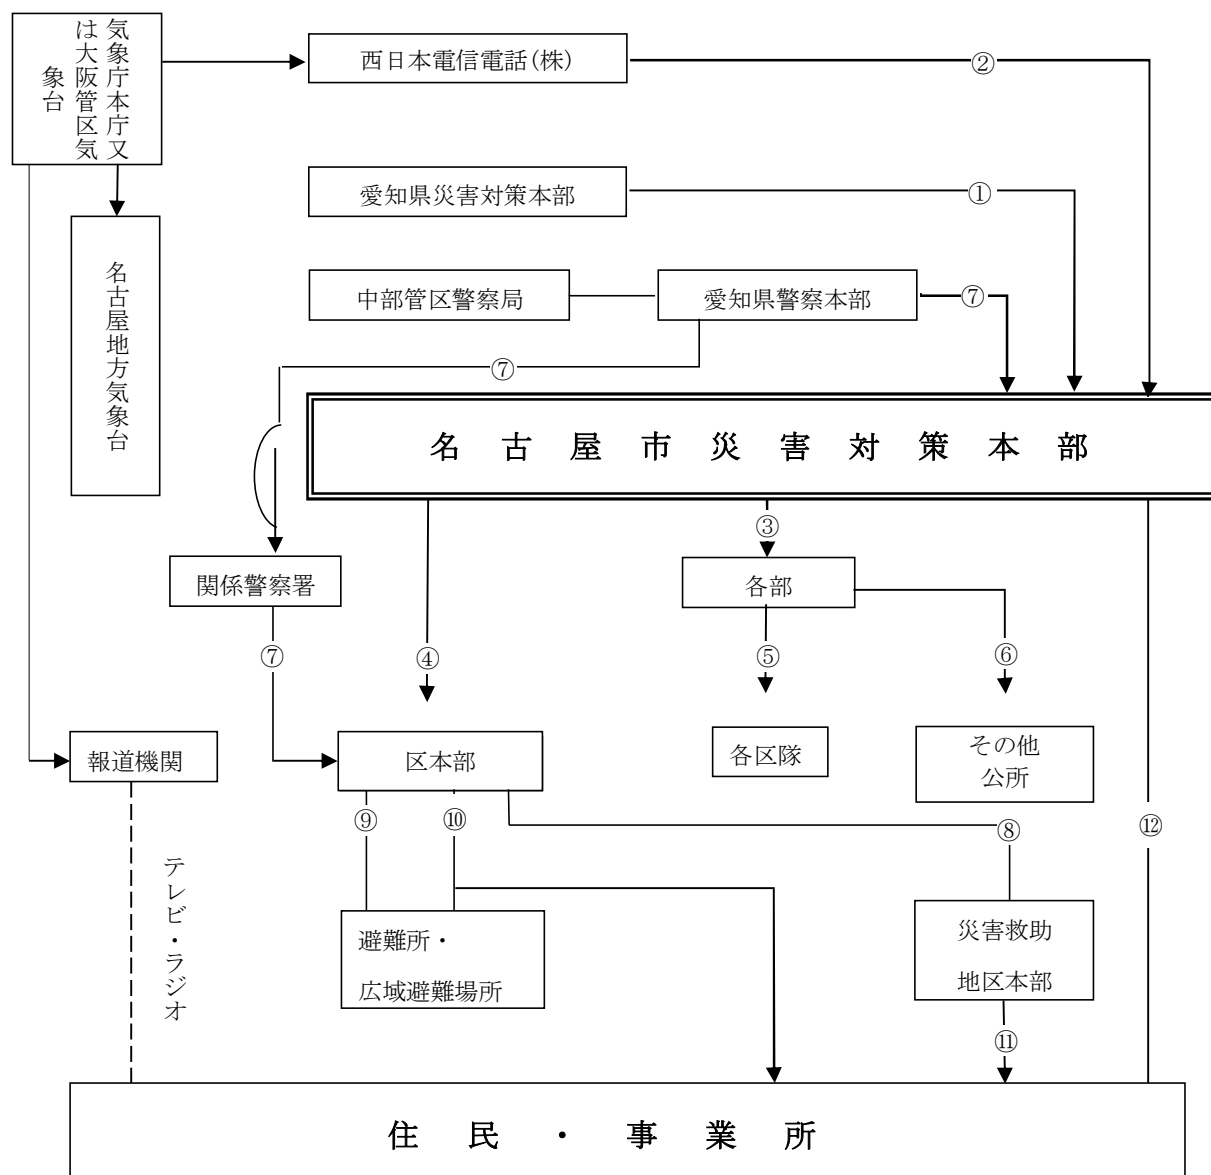 気象庁本庁又
は大阪管区気
象台
西日本電信電話(株)
②
愛知県災害対策本部
①
名古屋地方気象台
中部管区警察局
愛知県警察本部
⑦
⑦
名古屋市災害対策本部
③
関係警察署
各部
⑦
④
⑤
⑥
報道機関
区本部
各区隊
その他
公所
⑨
⑩
⑧
⑫
テレビ・ラジオ
避難所・
広域避難場所
災害救助
地区本部
⑪
住民・事業所